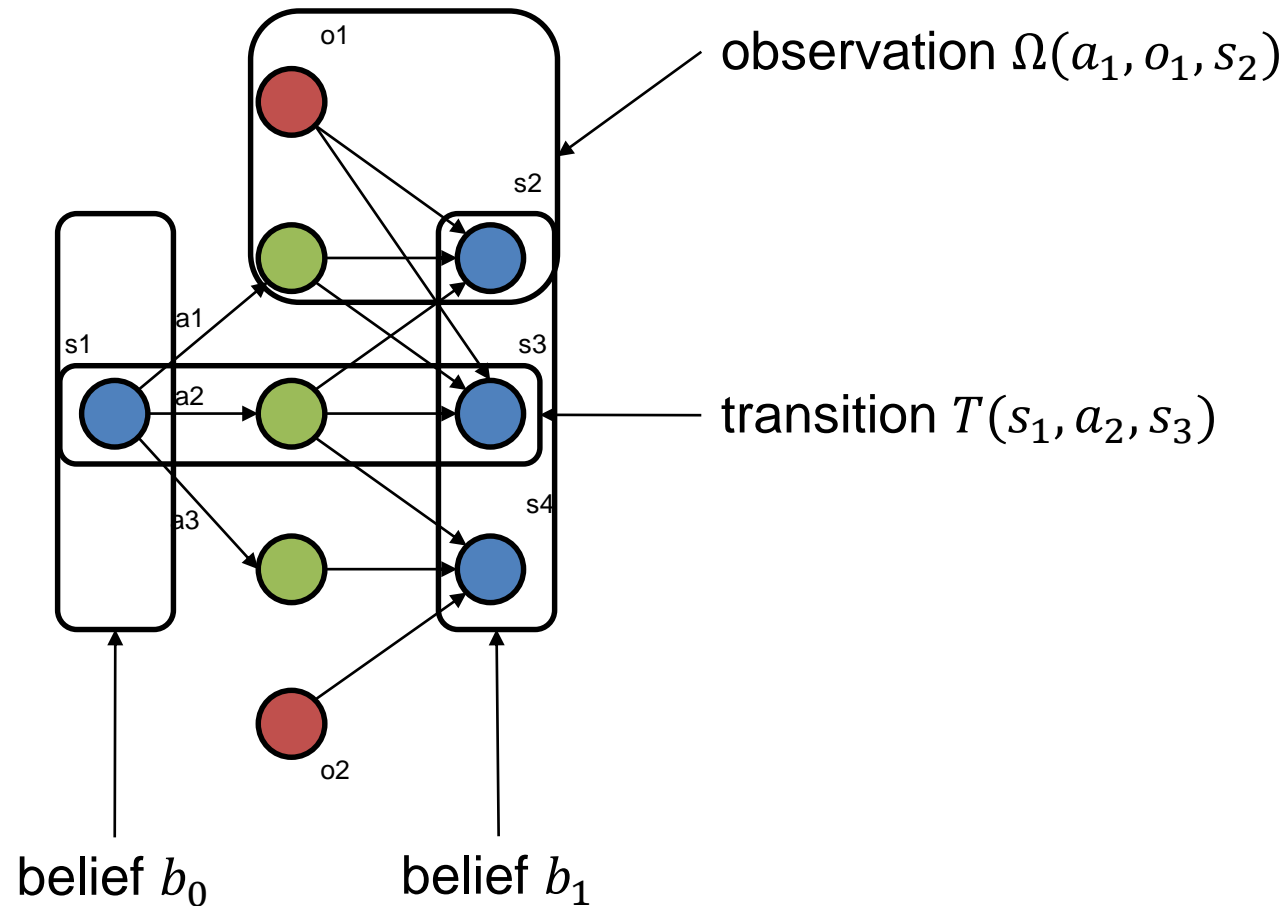 o1
observation Ω(𝑎₁, 𝑜₁, 𝑠₂)
s2
a1
s1
s3
a2
transition 𝑇(𝑠₁, 𝑎₂, 𝑠₃)
s4
a3
o2
belief 𝑏₀
belief 𝑏₁